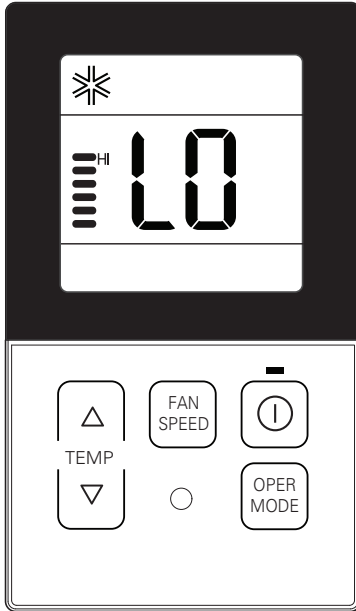 HI
LO
FAN
SPEED
TEMP
OPER
MODE